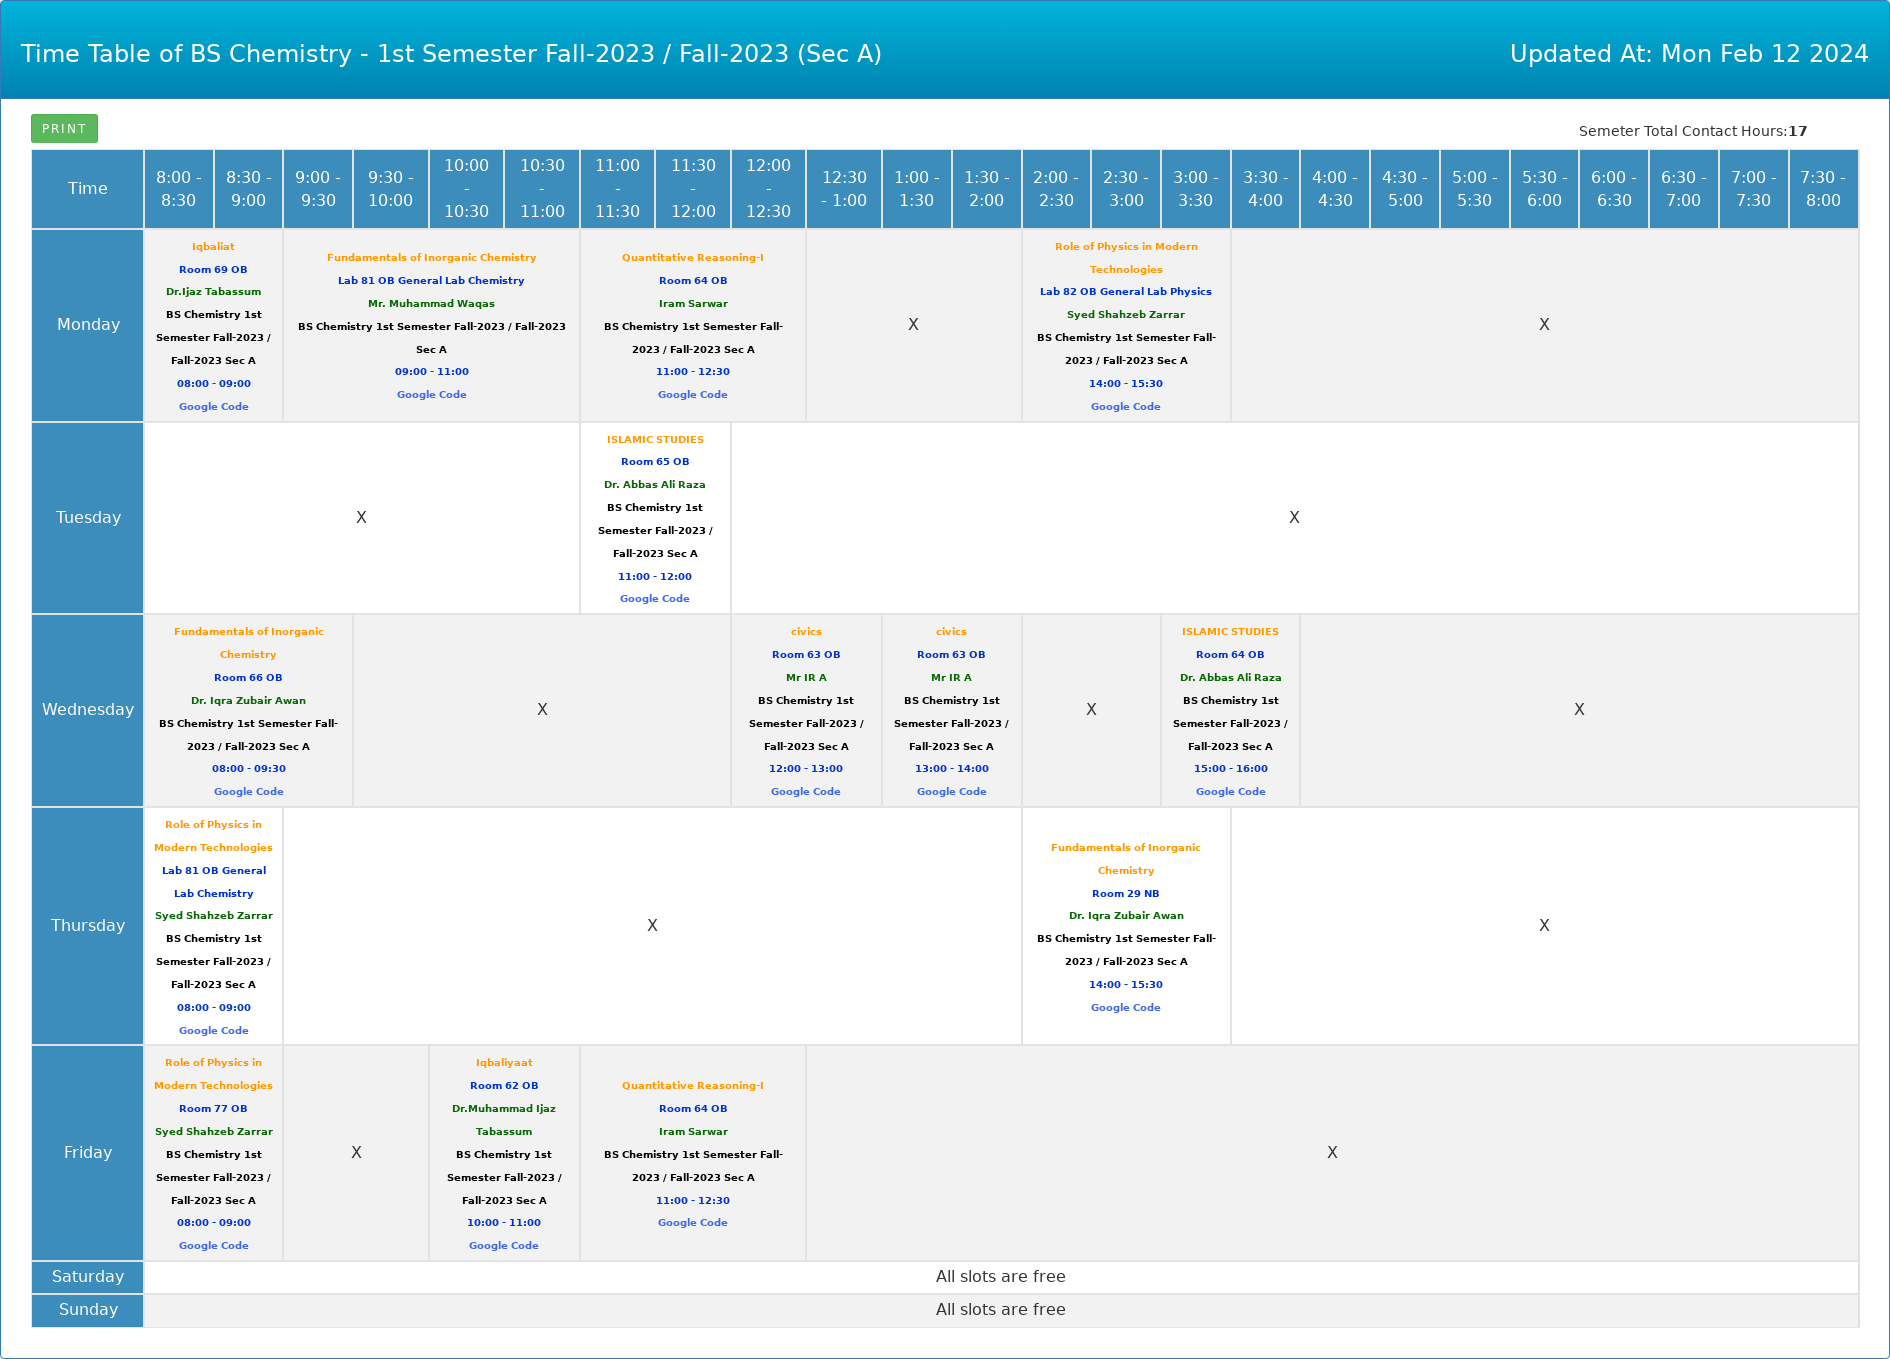 Time Table of BS Chemistry - 1st Semester Fall-2023 / Fall-2023 (Sec A)
Updated At: Mon Feb 12 2024
PRINT
Semeter Total Contact Hours:17
Time
8:00 -
8:30
8:30 -
9:00
9:00 -
9:30
9:30 -
10:00
10:00
-
10:30
10:30
-
11:00
11:00
-
11:30
11:30
-
12:00
12:00
-
12:30
12:30
- 1:00
1:00 -
1:30
1:30 -
2:00
2:00 -
2:30
2:30 -
3:00
3:00 -
3:30
3:30 -
4:00
4:00 -
4:30
4:30 -
5:00
5:00 -
5:30
5:30 -
6:00
6:00 -
6:30
6:30 -
7:00
7:00 -
7:30
7:30 -
8:00
Monday
Iqbaliat
Room 69 OB
Dr.Ijaz Tabassum
BS Chemistry 1st
Semester Fall-2023 /
Fall-2023 Sec A
08:00 - 09:00
Google Code
Fundamentals of Inorganic Chemistry
Lab 81 OB General Lab Chemistry
Mr. Muhammad Waqas
BS Chemistry 1st Semester Fall-2023 / Fall-2023
Sec A
09:00 - 11:00
Google Code
Quantitative Reasoning-I
Room 64 OB
Iram Sarwar
BS Chemistry 1st Semester Fall-
2023 / Fall-2023 Sec A
11:00 - 12:30
Google Code
X
Role of Physics in Modern
Technologies
Lab 82 OB General Lab Physics
Syed Shahzeb Zarrar
BS Chemistry 1st Semester Fall-
2023 / Fall-2023 Sec A
14:00 - 15:30
Google Code
X
Tuesday
X
ISLAMIC STUDIES
Room 65 OB
Dr. Abbas Ali Raza
BS Chemistry 1st
Semester Fall-2023 /
Fall-2023 Sec A
11:00 - 12:00
Google Code
X
Wednesday
Fundamentals of Inorganic
Chemistry
Room 66 OB
Dr. Iqra Zubair Awan
BS Chemistry 1st Semester Fall-
2023 / Fall-2023 Sec A
08:00 - 09:30
Google Code
X
civics
Room 63 OB
Mr IR A
BS Chemistry 1st
Semester Fall-2023 /
Fall-2023 Sec A
12:00 - 13:00
Google Code
civics
Room 63 OB
Mr IR A
BS Chemistry 1st
Semester Fall-2023 /
Fall-2023 Sec A
13:00 - 14:00
Google Code
X
ISLAMIC STUDIES
Room 64 OB
Dr. Abbas Ali Raza
BS Chemistry 1st
Semester Fall-2023 /
Fall-2023 Sec A
15:00 - 16:00
Google Code
X
Thursday
Role of Physics in
Modern Technologies
Lab 81 OB General
Lab Chemistry
Syed Shahzeb Zarrar
BS Chemistry 1st
Semester Fall-2023 /
Fall-2023 Sec A
08:00 - 09:00
Google Code
X
Fundamentals of Inorganic
Chemistry
Room 29 NB
Dr. Iqra Zubair Awan
BS Chemistry 1st Semester Fall-
2023 / Fall-2023 Sec A
14:00 - 15:30
Google Code
X
Friday
Role of Physics in
Modern Technologies
Room 77 OB
Syed Shahzeb Zarrar
BS Chemistry 1st
Semester Fall-2023 /
Fall-2023 Sec A
08:00 - 09:00
Google Code
X
Iqbaliyaat
Room 62 OB
Dr.Muhammad Ijaz
Tabassum
BS Chemistry 1st
Semester Fall-2023 /
Fall-2023 Sec A
10:00 - 11:00
Google Code
Quantitative Reasoning-I
Room 64 OB
Iram Sarwar
BS Chemistry 1st Semester Fall-
2023 / Fall-2023 Sec A
11:00 - 12:30
Google Code
X
Saturday
All slots are free
Sunday
All slots are free